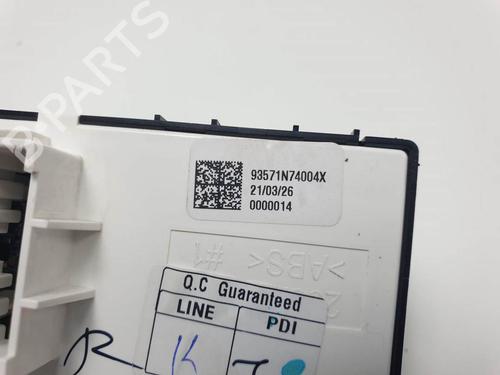 B-PARTS
93571N74004X
21/03/26
0000014
>ABS<
#1
Q.C Guaranteed
LINE PDI
R K